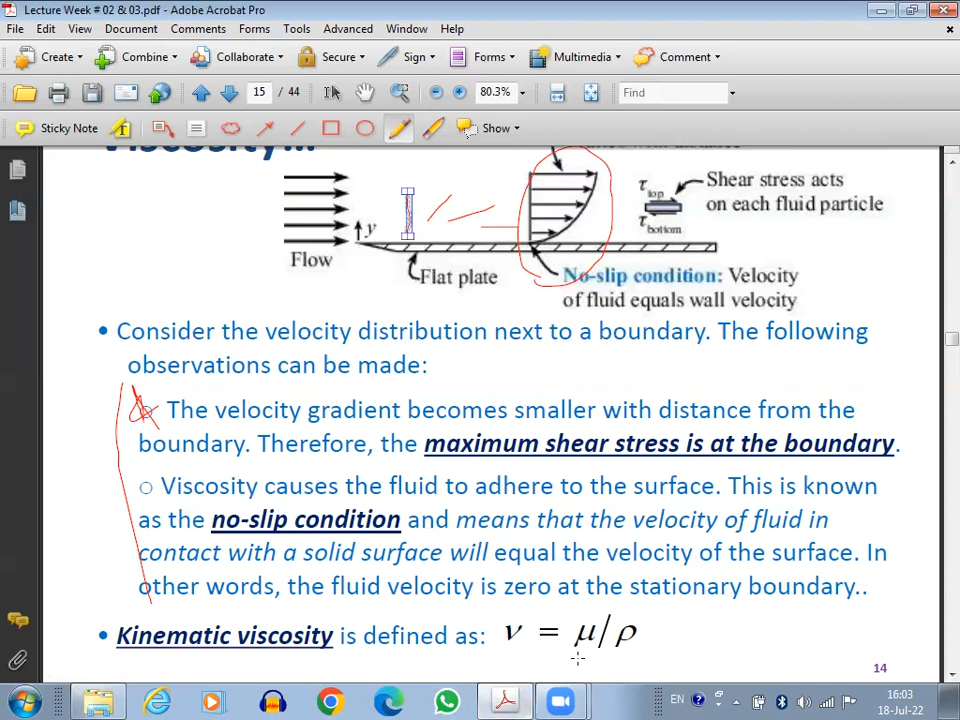 Lecture Week # 02 & 03.pdf - Adobe Acrobat Pro
File Edit View Document Comments Forms Tools Advanced Window Help
Create Combine Collaborate Secure Sign Forms Multimedia Comment
15 / 44 80.3% Find
Sticky Note Show
Viscosity...
Shear stress acts
on each fluid particle
τ top
τ bottom
y
Flow
Flat plate
No-slip condition: Velocity
of fluid equals wall velocity
• Consider the velocity distribution next to a boundary. The following
observations can be made:
○ The velocity gradient becomes smaller with distance from the
boundary. Therefore, the maximum shear stress is at the boundary.
○ Viscosity causes the fluid to adhere to the surface. This is known
as the no-slip condition and means that the velocity of fluid in
contact with a solid surface will equal the velocity of the surface. In
other words, the fluid velocity is zero at the stationary boundary..
• Kinematic viscosity is defined as: ν = μ/ρ
14
EN 16:03
18-Jul-22